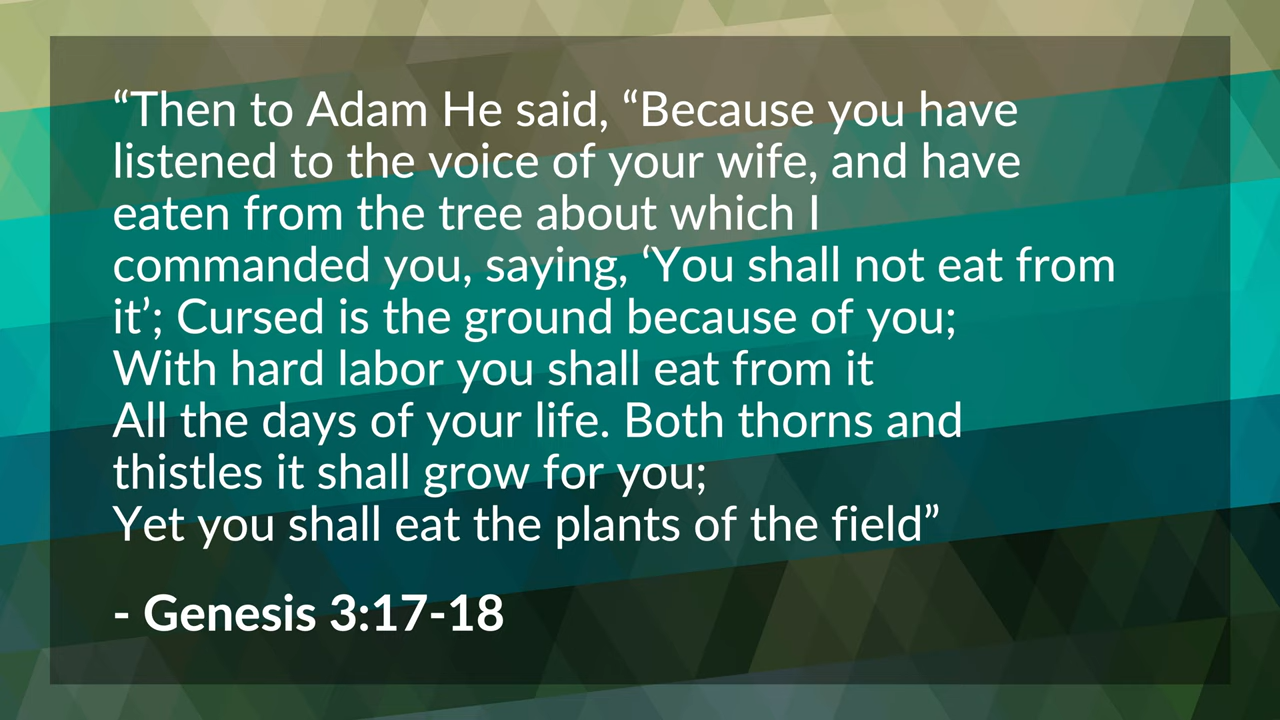 “Then to Adam He said, “Because you have
listened to the voice of your wife, and have
eaten from the tree about which I
commanded you, saying, ‘You shall not eat from
it’; Cursed is the ground because of you;
With hard labor you shall eat from it
All the days of your life. Both thorns and
thistles it shall grow for you;
Yet you shall eat the plants of the field”
- Genesis 3:17-18